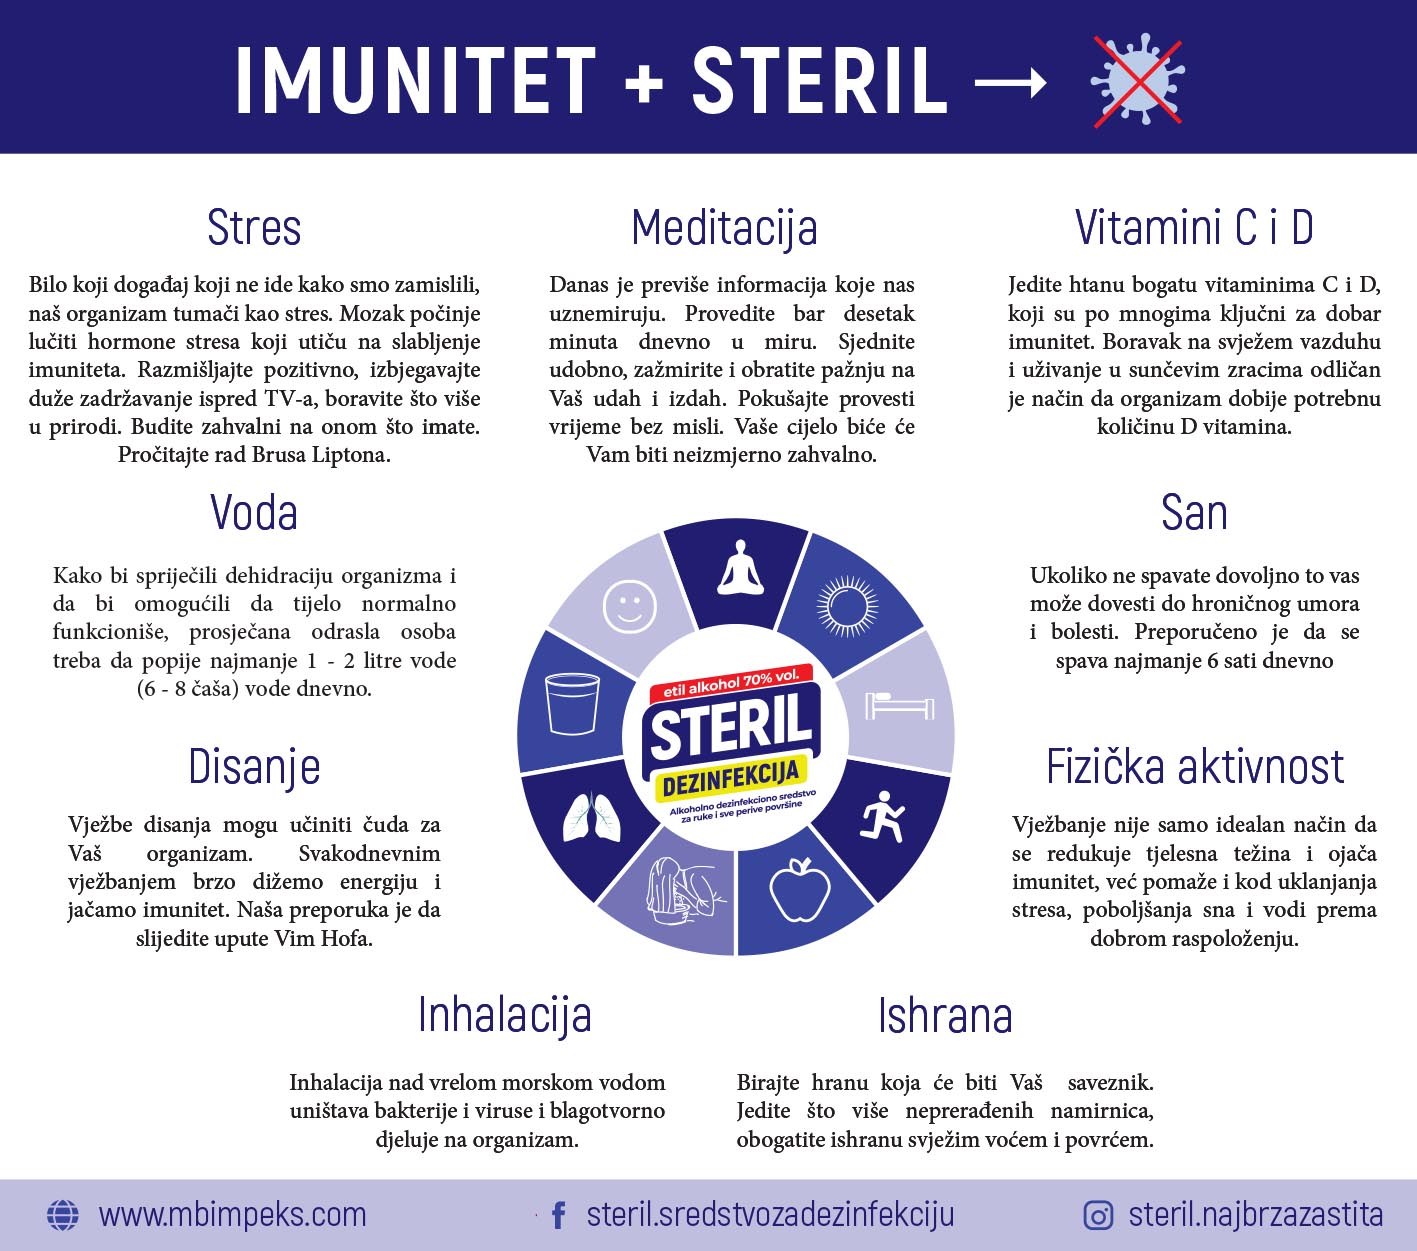 IMUNITET + STERIL
Stres
Bilo koji događaj koji ne ide kako smo zamislili,
naš organizam tumači kao stres. Mozak počinje
lučiti hormone stresa koji utiču na slabljenje
imuniteta. Razmišljajte pozitivno, izbjegavajte
duže zadržavanje ispred TV-a, boravite što više
u prirodi. Budite zahvalni na onom što imate.
Pročitajte rad Brusa Liptona.
Meditacija
Danas je previše informacija koje nas
uznemiruju. Provedite bar desetak
minuta dnevno u miru. Sjednite
udobno, zažmirite i obratite pažnju na
Vaš udah i izdah. Pokušajte provesti
vrijeme bez misli. Vaše cijelo biće će
Vam biti neizmjerno zahvalno.
Vitamini C i D
Jedite htanu bogatu vitaminima C i D,
koji su po mnogima ključni za dobar
imunitet. Boravak na svježem vazduhu
i uživanje u sunčevim zracima odličan
je način da organizam dobije potrebnu
količinu D vitamina.
Voda
Kako bi spriječili dehidraciju organizma i
da bi omogućili da tijelo normalno
funkcioniše, prosječana odrasla osoba
treba da popije najmanje 1 - 2 litre vode
(6 - 8 čaša) vode dnevno.
San
Ukoliko ne spavate dovoljno to vas
može dovesti do hroničnog umora
i bolesti. Preporučeno je da se
spava najmanje 6 sati dnevno
etil alkohol 70% vol.
STERIL
DEZINFEKCIJA
Alkoholno dezinfekciono sredstvo
za ruke i sve perive površine
Disanje
Vježbe disanja mogu učiniti čuda za
Vaš organizam. Svakodnevnim
vježbanjem brzo dižemo energiju i
jačamo imunitet. Naša preporuka je da
slijedite upute Vim Hofa.
Fizička aktivnost
Vježbanje nije samo idealan način da
se redukuje tjelesna težina i ojača
imunitet, već pomaže i kod uklanjanja
stresa, poboljšanja sna i vodi prema
dobrom raspoloženju.
Inhalacija
Inhalacija nad vrelom morskom vodom
uništava bakterije i viruse i blagotvorno
djeluje na organizam.
Ishrana
Birajte hranu koja će biti Vaš saveznik.
Jedite što više neprerađenih namirnica,
obogatite ishranu svježim voćem i povrćem.
www.mbimpeks.com
steril.sredstvozadezinfekciju
steril.najbrzazastita